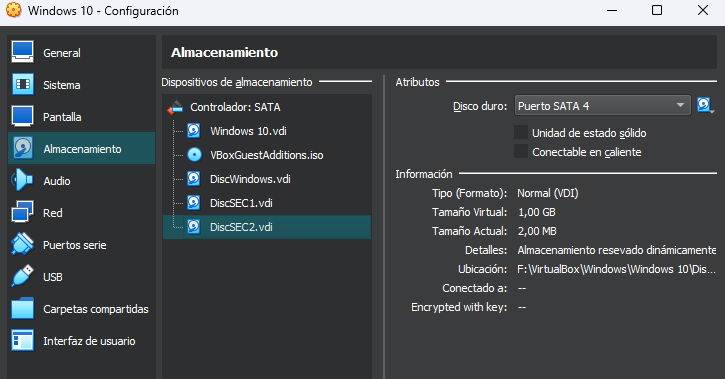 Windows 10 - Configuración
General
Sistema
Pantalla
Almacenamiento
Audio
Red
Puertos serie
USB
Carpetas compartidas
Interfaz de usuario
Almacenamiento
Dispositivos de almacenamiento
Controlador: SATA
Windows 10.vdi
VBoxGuestAdditions.iso
DiscWindows.vdi
DiscSEC1.vdi
DiscSEC2.vdi
Atributos
Disco duro: Puerto SATA 4
Unidad de estado sólido
Conectable en caliente
Información
Tipo (Formato): Normal (VDI)
Tamaño Virtual: 1,00 GB
Tamaño Actual: 2,00 MB
Detalles: Almacenamiento resevado dinámicamente
Ubicación: F:\VirtualBox\Windows\Windows 10\Dis...
Conectado a: --
Encrypted with key: --